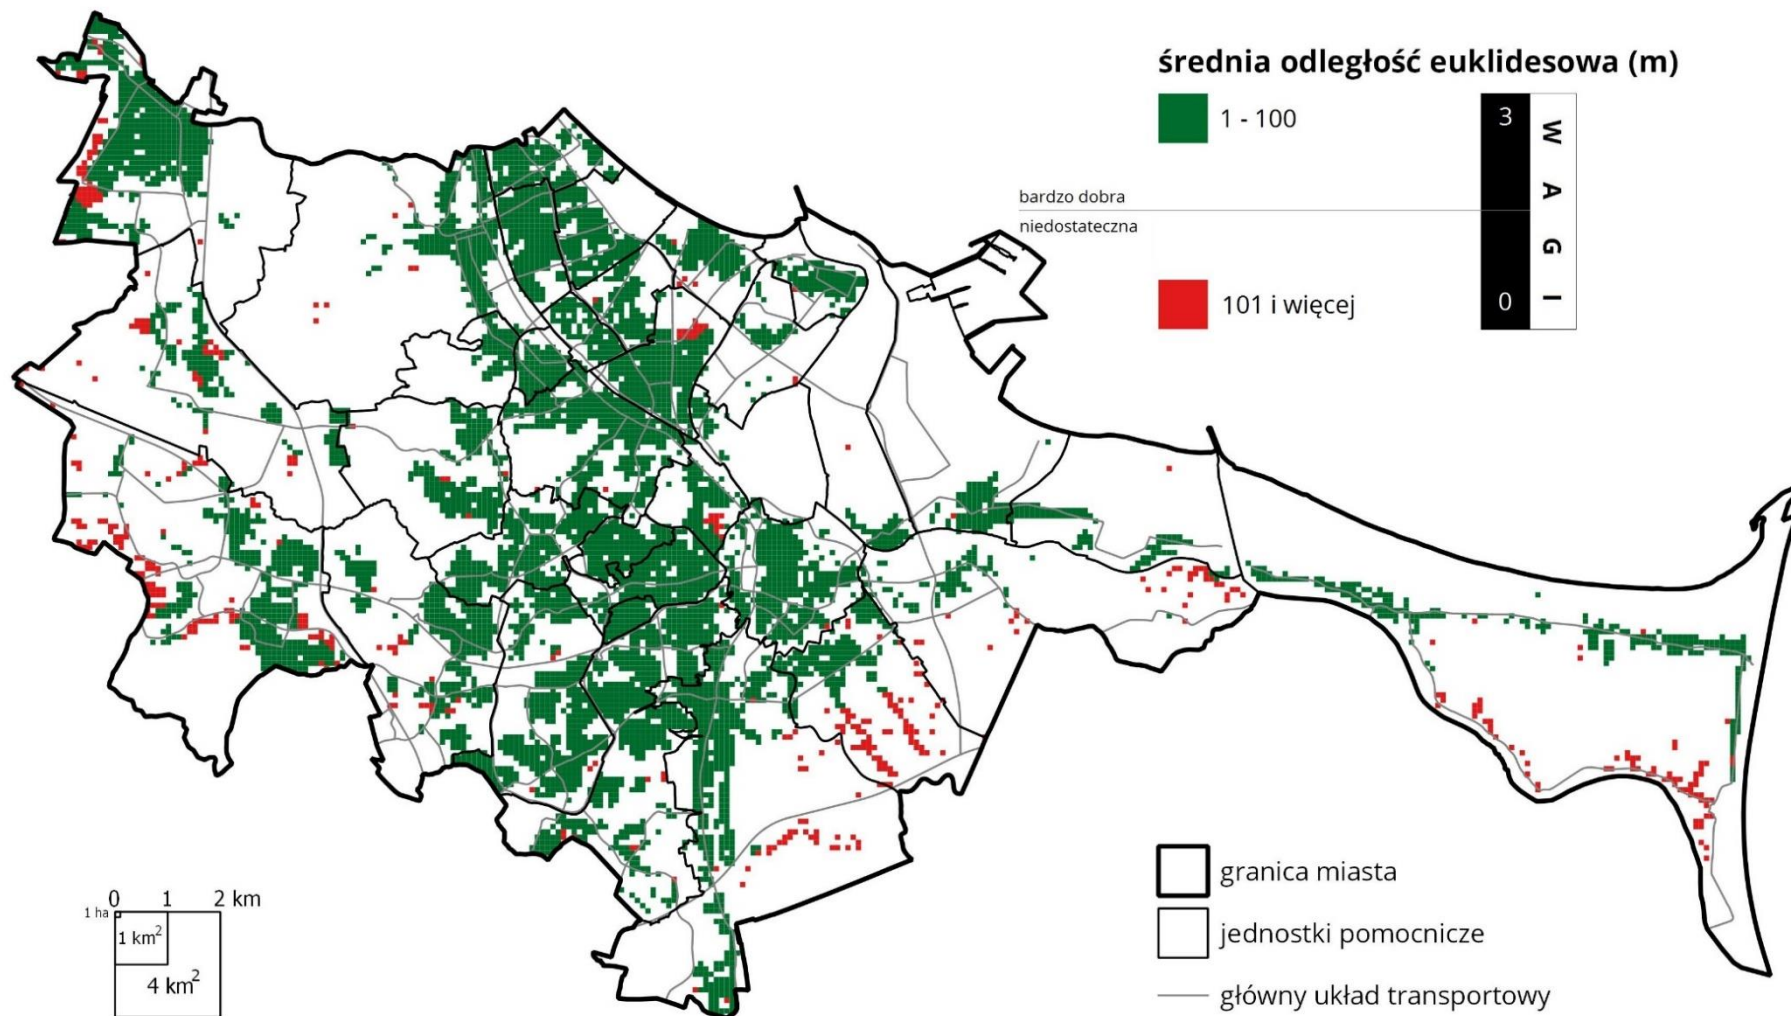 średnia odległość euklidesowa (m)
1 - 100
3
bardzo dobra
niedostateczna
101 i więcej
0
W A G I
0 1 2 km
1 ha
1 km²
4 km²
granica miasta
jednostki pomocnicze
główny układ transportowy